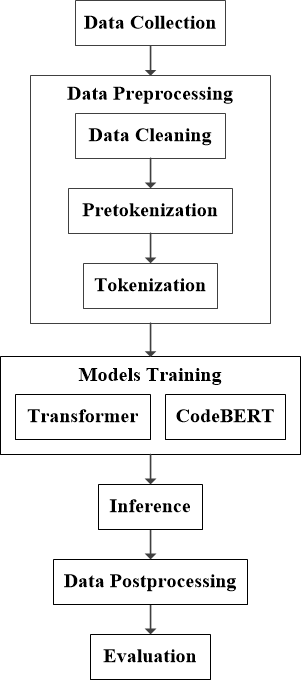 Data Collection
Data Preprocessing
Data Cleaning
Pretokenization
Tokenization
Models Training
Transformer
CodeBERT
Inference
Data Postprocessing
Evaluation